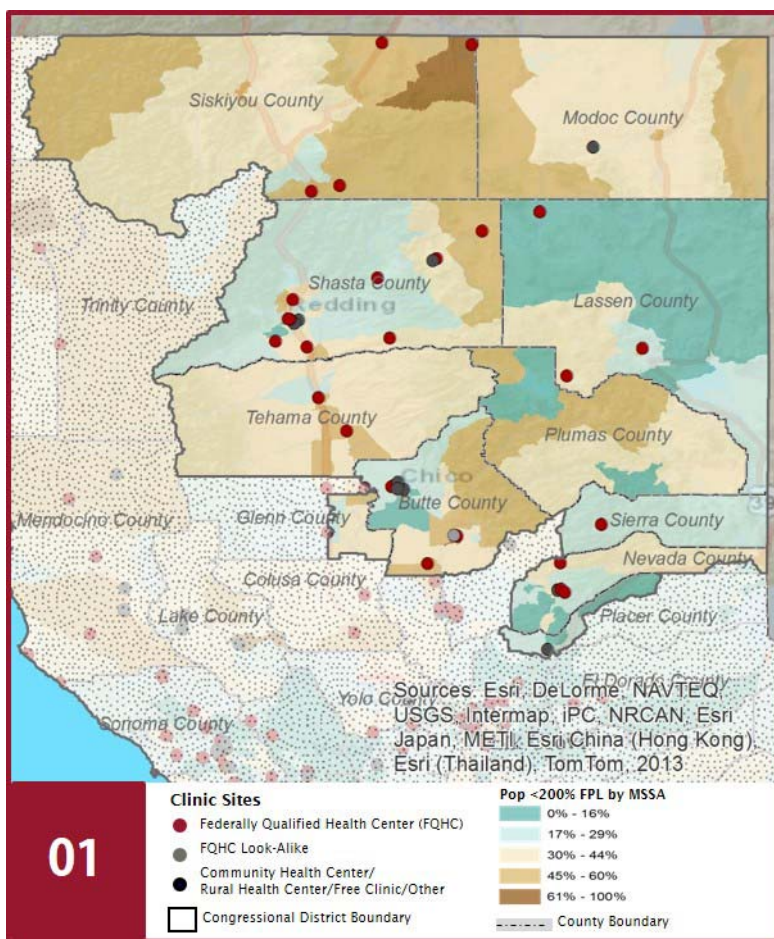 Siskiyou County
Modoc County
Trinity County
Shasta County
Redding
Lassen County
Tehama County
Plumas County
Chico
Butte County
Mendocino County
Glenn County
Sierra County
Nevada County
Colusa County
Lake County
Placer County
El Dorado County
Yolo County
Sonoma County
Sources: Esri, DeLorme, NAVTEQ,
USGS, Intermap, iPC, NRCAN, Esri
Japan, METI, Esri China (Hong Kong),
Esri (Thailand), TomTom, 2013
01
Clinic Sites
Federally Qualified Health Center (FQHC)
FQHC Look-Alike
Community Health Center/
Rural Health Center/Free Clinic/Other
Congressional District Boundary
Pop <200% FPL by MSSA
0% - 16%
17% - 29%
30% - 44%
45% - 60%
61% - 100%
County Boundary